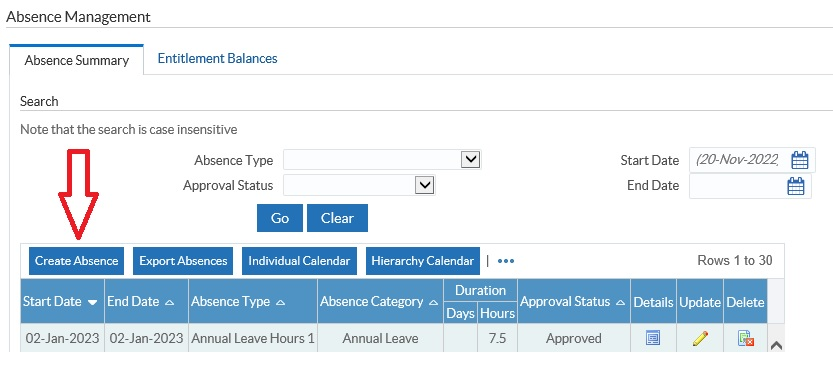 Absence Management
Absence Summary Entitlement Balances
Search
Note that the search is case insensitive
Absence Type Start Date (20-Nov-2022
Approval Status End Date
Go Clear
Create Absence Export Absences Individual Calendar Hierarchy Calendar | ••• Rows 1 to 30
Start Date End Date Absence Type Absence Category Duration Days Hours Approval Status Details Update Delete
02-Jan-2023 02-Jan-2023 Annual Leave Hours 1 Annual Leave 7.5 Approved